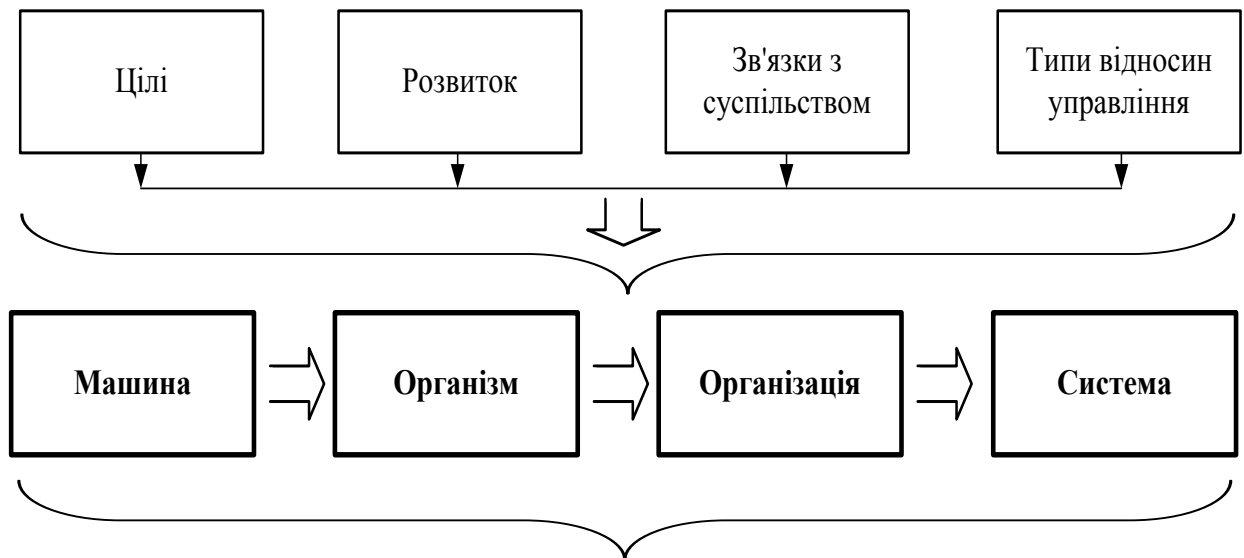 Цілі
Розвиток
Зв'язки з
суспільством
Типи відносин
управління
Машина
Організм
Організація
Система